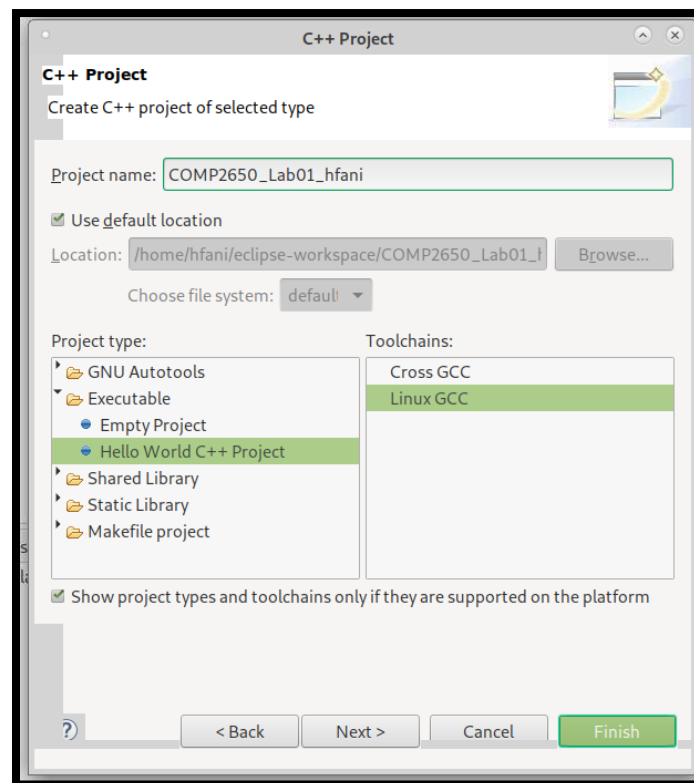 C++ Project
C++ Project
Create C++ project of selected type
Project name: COMP2650_Lab01_hfani
Use default location
Location: /home/hfani/eclipse-workspace/COMP2650_Lab01_ Browse...
Choose file system: default
Project type:
GNU Autotools
Executable
Empty Project
Hello World C++ Project
Shared Library
Static Library
Makefile project
Toolchains:
Cross GCC
Linux GCC
Show project types and toolchains only if they are supported on the platform
? < Back Next > Cancel Finish